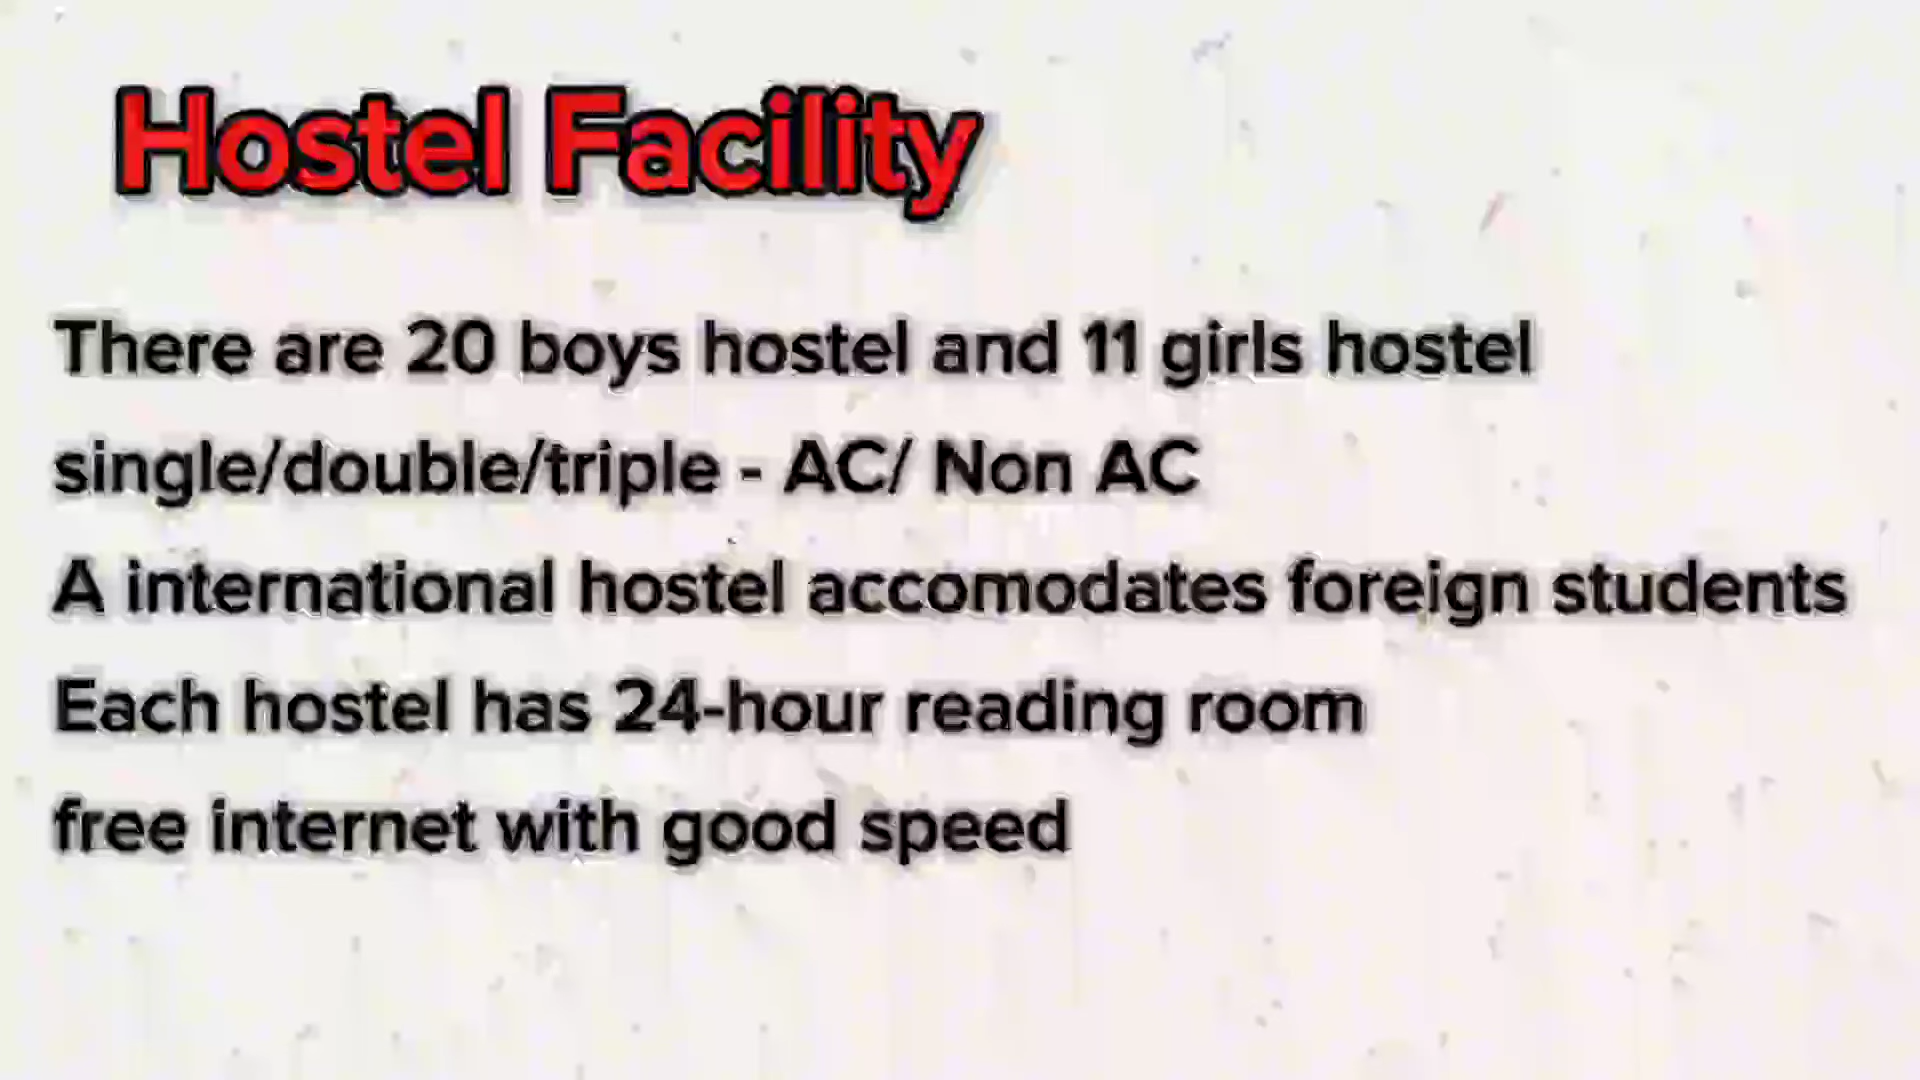 Hostel Facility
There are 20 boys hostel and 11 girls hostel
single/double/triple - AC/ Non AC
A international hostel accomodates foreign students
Each hostel has 24-hour reading room
free internet with good speed